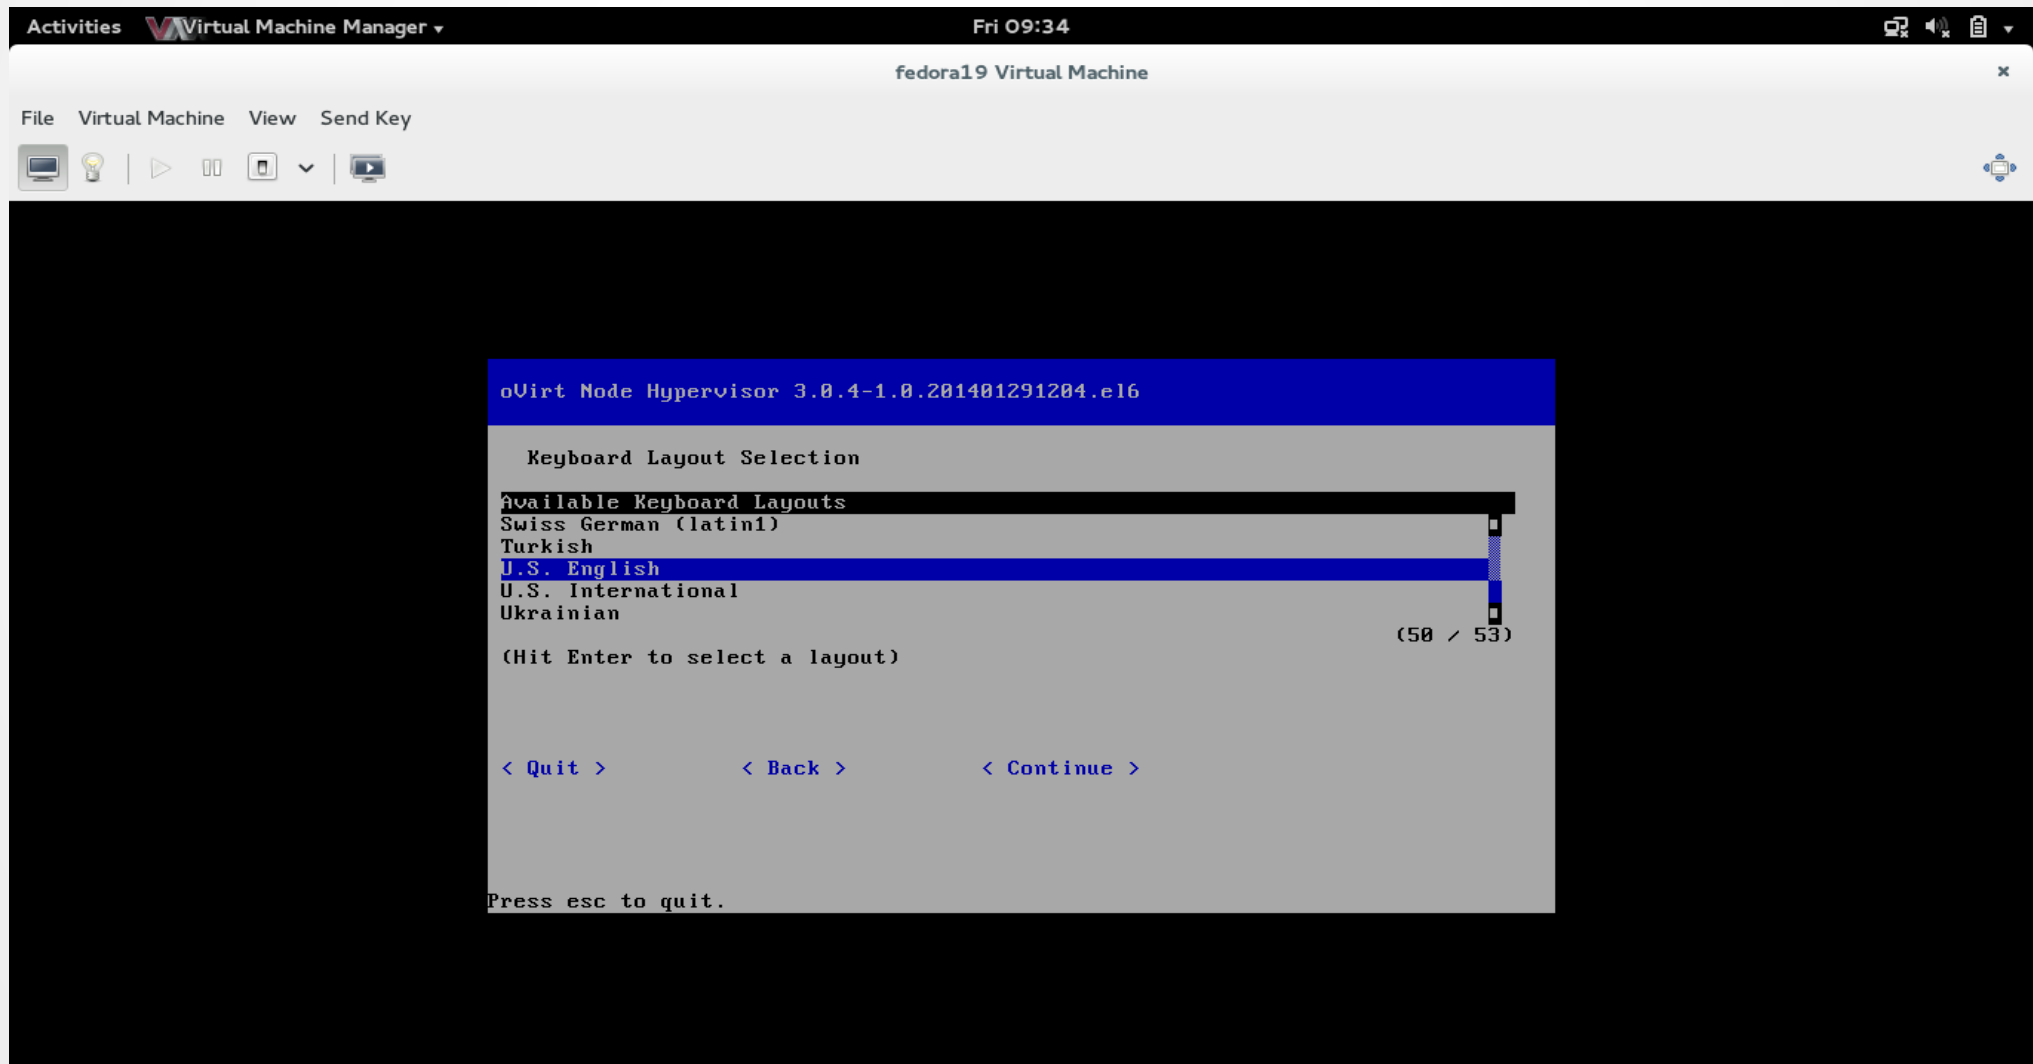 Activities Virtual Machine Manager Fri 09:34
fedora19 Virtual Machine
File Virtual Machine View Send Key
oVirt Node Hypervisor 3.0.4-1.0.201401291204.el6
Keyboard Layout Selection
Available Keyboard Layouts
Swiss German (latin1)
Turkish
U.S. English
U.S. International
Ukrainian
(50 / 53)
(Hit Enter to select a layout)
< Quit > < Back > < Continue >
Press esc to quit.